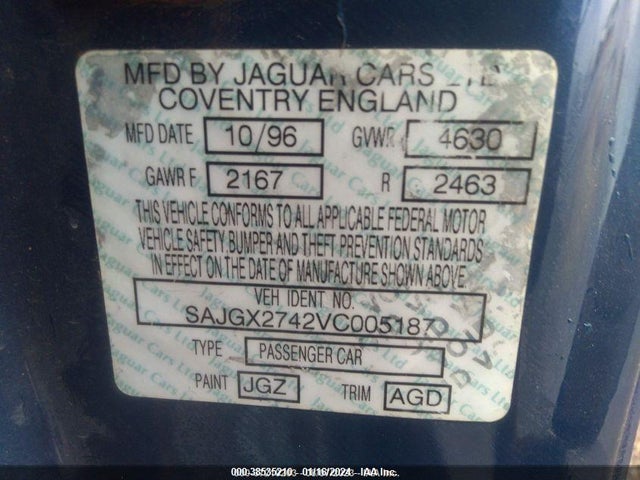 MFD BY JAGUAR CARS LTD
COVENTRY ENGLAND
MFD DATE 10/96 GVWR 4630
GAWR F 2167 R 2463
THIS VEHICLE CONFORMS TO ALL APPLICABLE FEDERAL MOTOR
VEHICLE SAFETY, BUMPER AND THEFT PREVENTION STANDARDS
IN EFFECT ON THE DATE OF MANUFACTURE SHOWN ABOVE.
VEH IDENT NO.
SAJGX2742VC005187
TYPE PASSENGER CAR
PAINT JGZ TRIM AGD
000-38535210 - 01/16/2024 - IAA Inc.